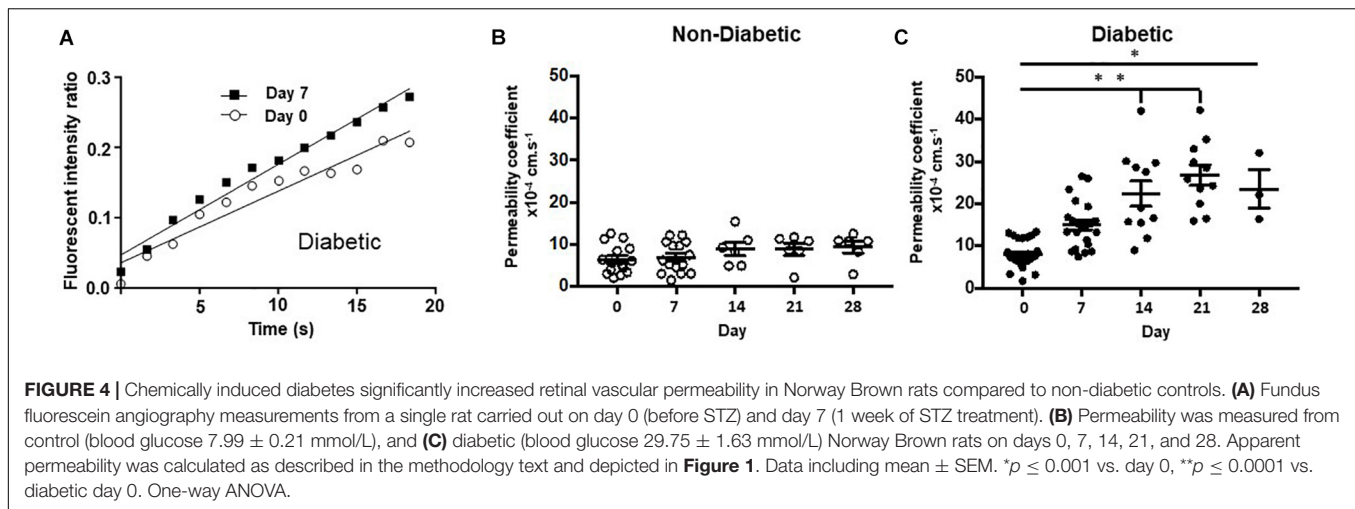 A
Fluorescent intensity ratio
0.3
0.2
0.1
0.0
Day 7
Day 0
Diabetic
5
10
15
20
Time (s)
B
Non-Diabetic
Permeability coefficient
x10⁻⁴ cm.s⁻¹
50
40
30
20
10
0
0 7 14 21 28
Day
C
Diabetic
*
* *
Permeability coefficient
x10⁻⁴ cm.s⁻¹
50
40
30
20
10
0
0 7 14 21 28
Day
FIGURE 4 | Chemically induced diabetes significantly increased retinal vascular permeability in Norway Brown rats compared to non-diabetic controls. (A) Fundus
fluorescein angiography measurements from a single rat carried out on day 0 (before STZ) and day 7 (1 week of STZ treatment). (B) Permeability was measured from
control (blood glucose 7.99 ± 0.21 mmol/L), and (C) diabetic (blood glucose 29.75 ± 1.63 mmol/L) Norway Brown rats on days 0, 7, 14, 21, and 28. Apparent
permeability was calculated as described in the methodology text and depicted in Figure 1. Data including mean ± SEM. *p ≤ 0.001 vs. day 0, **p ≤ 0.0001 vs.
diabetic day 0. One-way ANOVA.